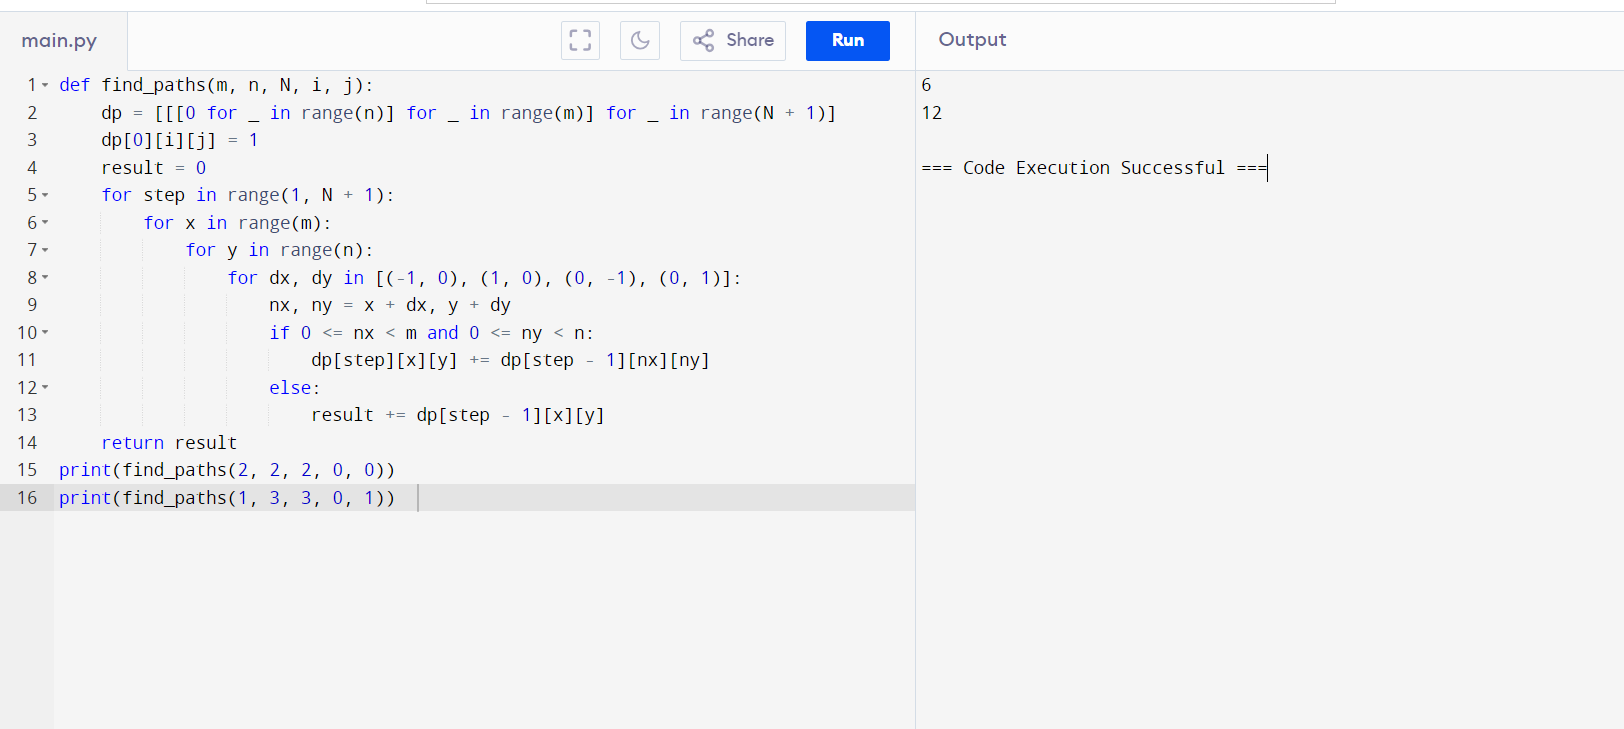 main.py
Share
Run
Output
1 def find_paths(m, n, N, i, j):
2     dp = [[[0 for _ in range(n)] for _ in range(m)] for _ in range(N + 1)]
3     dp[0][i][j] = 1
4     result = 0
5     for step in range(1, N + 1):
6         for x in range(m):
7             for y in range(n):
8                 for dx, dy in [(-1, 0), (1, 0), (0, -1), (0, 1)]:
9                     nx, ny = x + dx, y + dy
10                     if 0 <= nx < m and 0 <= ny < n:
11                         dp[step][x][y] += dp[step - 1][nx][ny]
12                     else:
13                         result += dp[step - 1][x][y]
14     return result
15 print(find_paths(2, 2, 2, 0, 0))
16 print(find_paths(1, 3, 3, 0, 1))
6
12
=== Code Execution Successful ===